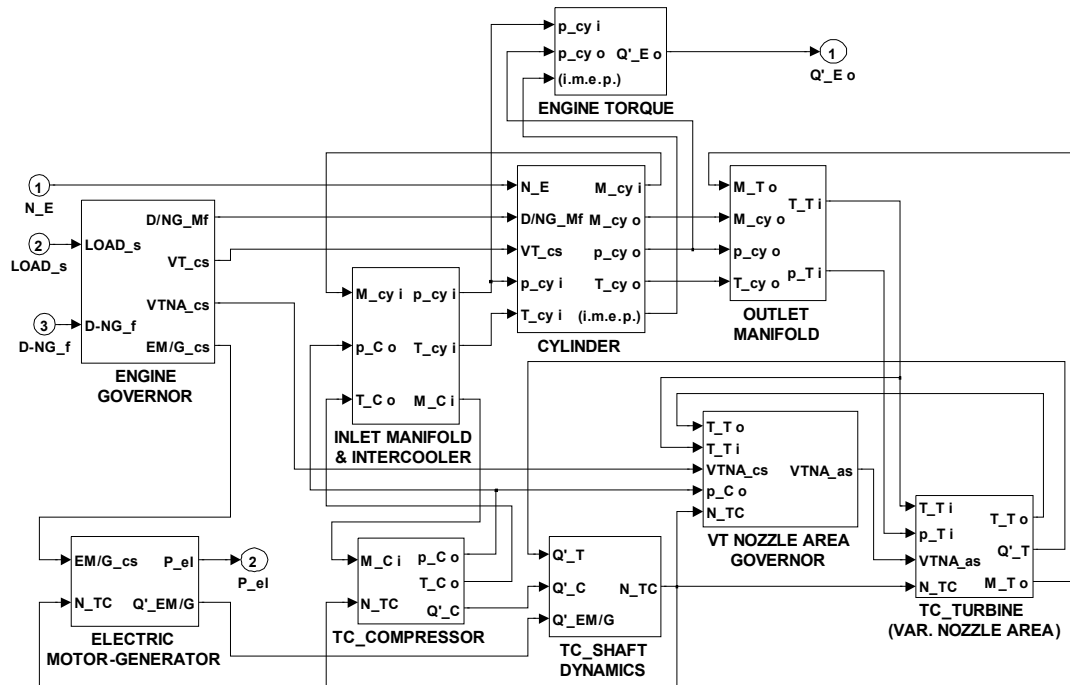 p_cy i
p_cy o
(i.m.e.p.)
Q'_E o
ENGINE TORQUE
1
Q'_E o
1
N_E
2
LOAD_s
3
D-NG_f
LOAD_s
D-NG_f
D/NG_Mf
VT_cs
VTNA_cs
EM/G_cs
ENGINE
GOVERNOR
M_cy i
p_C o
T_C o
p_cy i
T_cy i
M_C i
INLET MANIFOLD
& INTERCOOLER
N_E
D/NG_Mf
VT_cs
p_cy i
T_cy i
M_cy i
M_cy o
p_cy o
T_cy o
(i.m.e.p.)
CYLINDER
M_T o
M_cy o
p_cy o
T_cy o
T_T i
p_T i
OUTLET
MANIFOLD
T_T o
T_T i
VTNA_cs
p_C o
N_TC
VTNA_as
VT NOZZLE AREA
GOVERNOR
T_T i
p_T i
VTNA_as
N_TC
T_T o
Q'_T
M_T o
TC_TURBINE
(VAR. NOZZLE AREA)
EM/G_cs
N_TC
P_el
Q'_EM/G
ELECTRIC
MOTOR-GENERATOR
2
P_el
M_C i
N_TC
p_C o
T_C o
Q'_C
TC_COMPRESSOR
Q'_T
Q'_C
Q'_EM/G
N_TC
TC_SHAFT
DYNAMICS